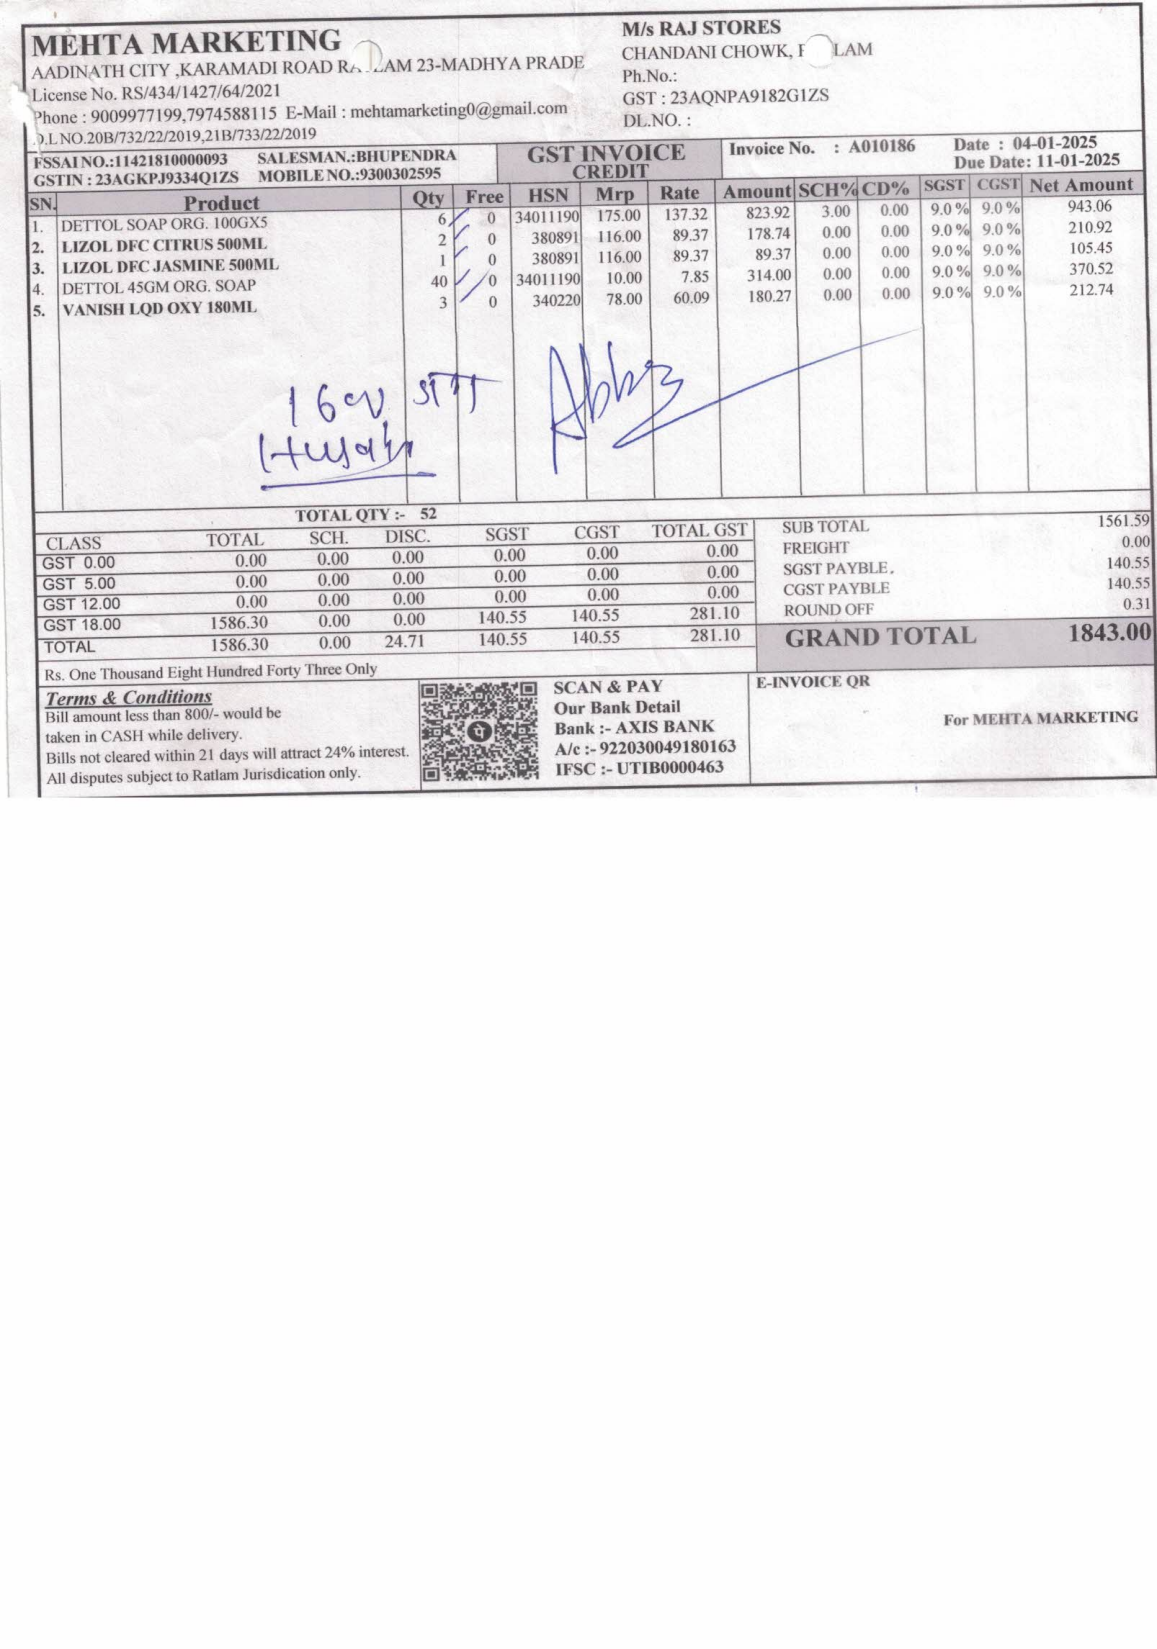 MEHTA MARKETING
AADINATH CITY ,KARAMADI ROAD LAM 23-MADHYA PRADE
License No. RS/434/1427/64/2021
Phone : 9009977199,7974588115 E-Mail : mehtamarketing0@gmail.com
D.L NO.20B/732/22/2019,21B/733/22/2019
M/s RAJ STORES
CHANDANI CHOWK, LAM
Ph.No.:
GST : 23AQNPA9182G1ZS
DL.NO. :
FSSAI NO.:11421810000093 SALESMAN.:BHUPENDRA
GSTIN : 23AGKPJ9334Q1ZS MOBILE NO.:9300302595
GST INVOICE
CREDIT
Invoice No. : A010186 Date : 04-01-2025
Due Date: 11-01-2025
SN. Product Qty Free HSN Mrp Rate Amount SCH% CD% SGST CGST Net Amount
1. DETTOL SOAP ORG. 100GX5 6 0 34011190 175.00 137.32 823.92 3.00 0.00 9.0 % 9.0 % 943.06
2. LIZOL DFC CITRUS 500ML 2 0 380891 116.00 89.37 178.74 0.00 0.00 9.0 % 9.0 % 210.92
3. LIZOL DFC JASMINE 500ML 1 0 380891 116.00 89.37 89.37 0.00 0.00 9.0 % 9.0 % 105.45
4. DETTOL 45GM ORG. SOAP 40 0 34011190 10.00 7.85 314.00 0.00 0.00 9.0 % 9.0 % 370.52
5. VANISH LQD OXY 180ML 3 0 340220 78.00 60.09 180.27 0.00 0.00 9.0 % 9.0 % 212.74
TOTAL QTY :- 52
CLASS TOTAL SCH. DISC. SGST CGST TOTAL GST
GST 0.00 0.00 0.00 0.00 0.00 0.00 0.00
GST 5.00 0.00 0.00 0.00 0.00 0.00 0.00
GST 12.00 0.00 0.00 0.00 0.00 0.00 0.00
GST 18.00 1586.30 0.00 0.00 140.55 140.55 281.10
TOTAL 1586.30 0.00 24.71 140.55 140.55 281.10
SUB TOTAL 1561.59
FREIGHT 0.00
SGST PAYBLE. 140.55
CGST PAYBLE 140.55
ROUND OFF 0.31
GRAND TOTAL 1843.00
Rs. One Thousand Eight Hundred Forty Three Only
Terms & Conditions
Bill amount less than 800/- would be
taken in CASH while delivery.
Bills not cleared within 21 days will attract 24% interest.
All disputes subject to Ratlam Jurisdication only.
SCAN & PAY
Our Bank Detail
Bank :- AXIS BANK
A/c :- 922030049180163
IFSC :- UTIB0000463
E-INVOICE QR
For MEHTA MARKETING